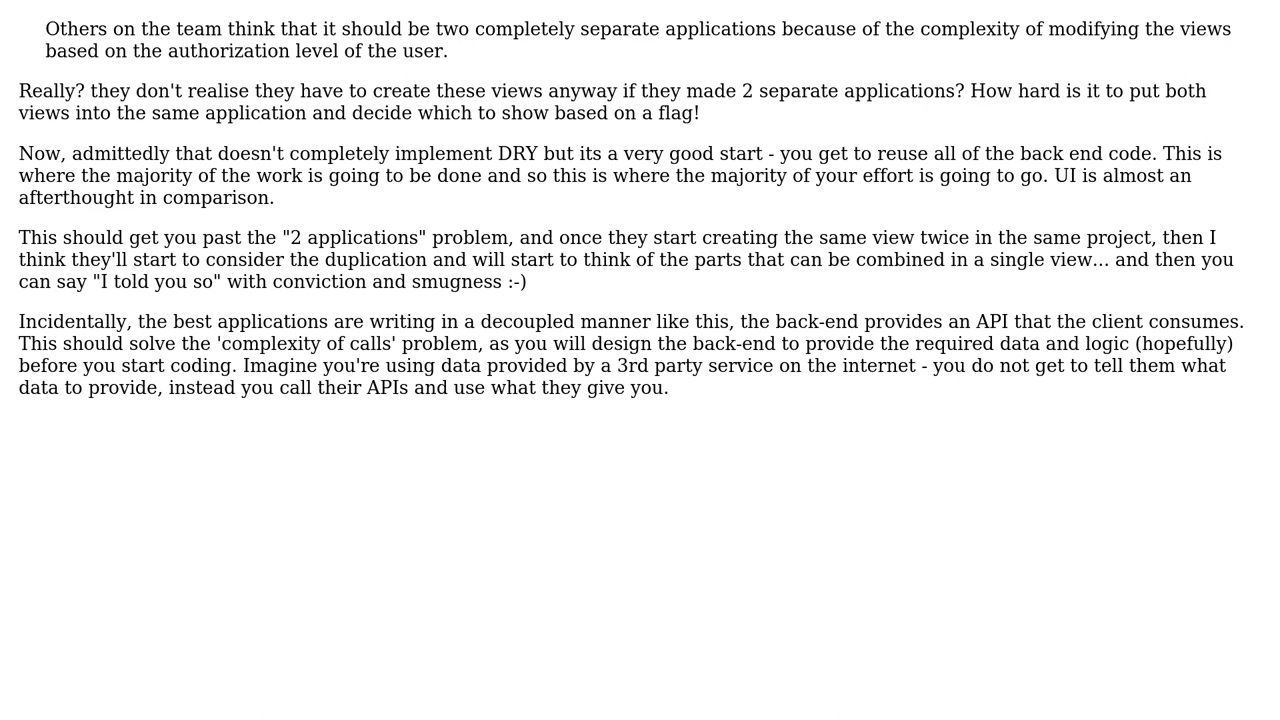 Others on the team think that it should be two completely separate applications because of the complexity of modifying the views
based on the authorization level of the user.
Really? they don't realise they have to create these views anyway if they made 2 separate applications? How hard is it to put both
views into the same application and decide which to show based on a flag!
Now, admittedly that doesn't completely implement DRY but its a very good start - you get to reuse all of the back end code. This is
where the majority of the work is going to be done and so this is where the majority of your effort is going to go. UI is almost an
afterthought in comparison.
This should get you past the "2 applications" problem, and once they start creating the same view twice in the same project, then I
think they'll start to consider the duplication and will start to think of the parts that can be combined in a single view... and then you
can say "I told you so" with conviction and smugness :-)
Incidentally, the best applications are writing in a decoupled manner like this, the back-end provides an API that the client consumes.
This should solve the 'complexity of calls' problem, as you will design the back-end to provide the required data and logic (hopefully)
before you start coding. Imagine you're using data provided by a 3rd party service on the internet - you do not get to tell them what
data to provide, instead you call their APIs and use what they give you.